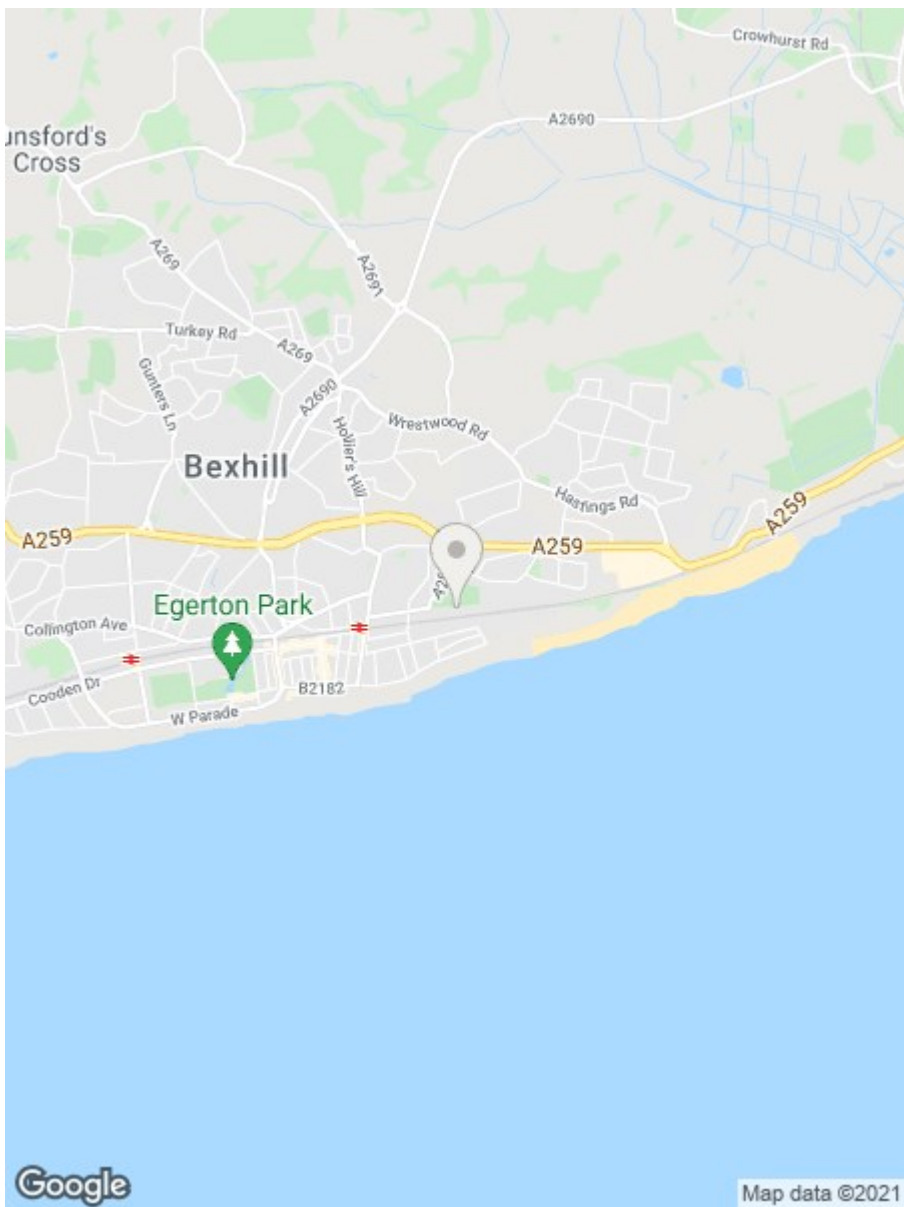 Crowhurst Rd
A2690
unsford's
Cross
A269
A2691
Turkey Rd
A269
Gunters Ln
A2690
Hollier's Hill
Wrestwood Rd
Bexhill
Hastings Rd
A259
A259
A259
Egerton Park
Collington Ave
Cooden Dr
B2182
W Parade
Google
Map data ©2021